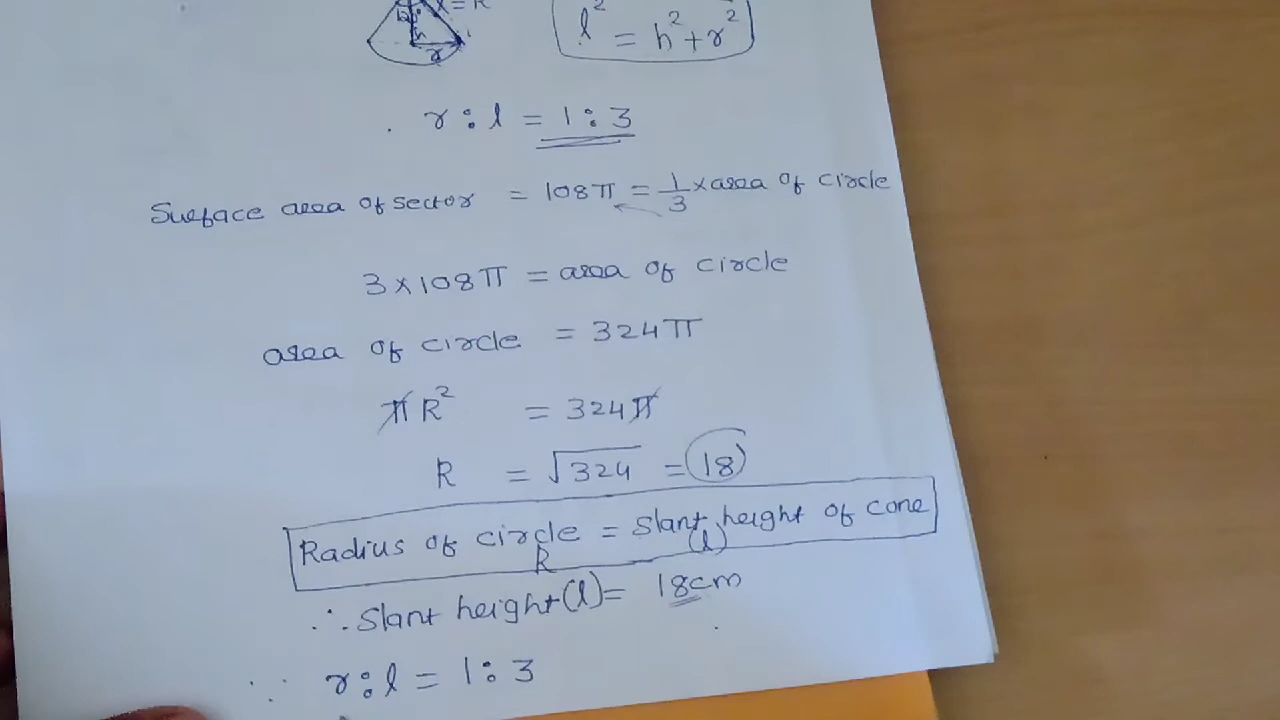 l² = h² + r²
r : l = 1 : 3
Surface area of sector = 108π = 1/3 × area of circle
3 × 108π = area of circle
area of circle = 324π
πR² = 324π
R = √324 = 18
Radius of circle = Slant height of cone
R (l)
∴ Slant height (l) = 18cm
∵ r : l = 1 : 3